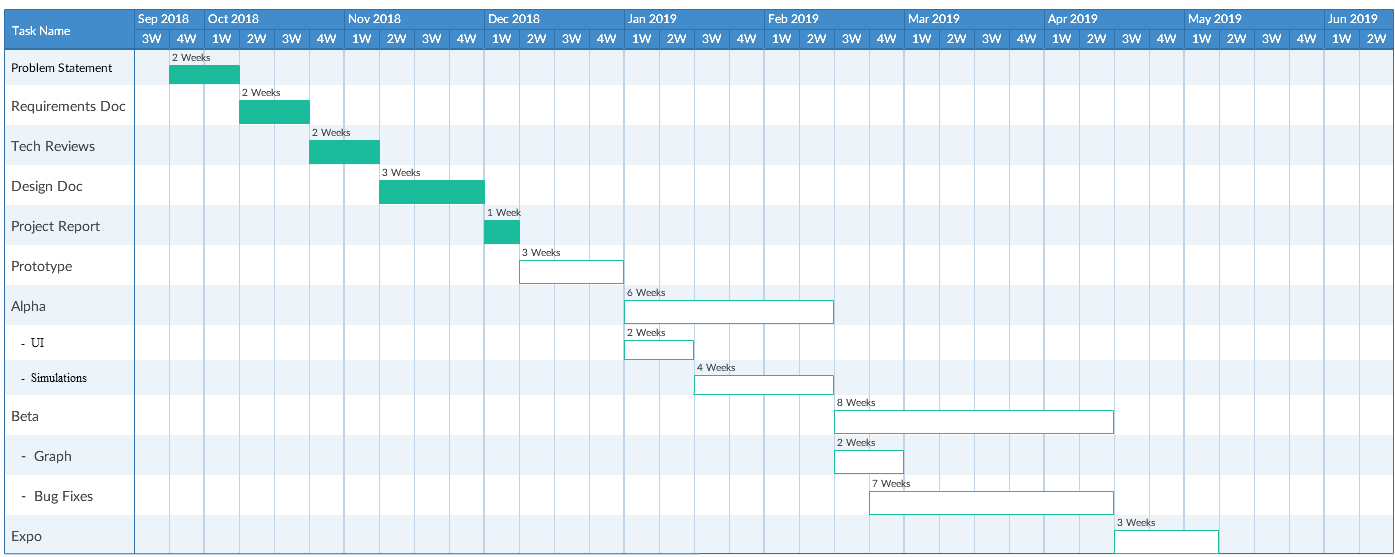 Task Name
Sep 2018 Oct 2018 Nov 2018 Dec 2018 Jan 2019 Feb 2019 Mar 2019 Apr 2019 May 2019 Jun 2019
3W 4W 1W 2W 3W 4W 1W 2W 3W 4W 1W 2W 3W 4W 1W 2W 3W 4W 1W 2W 3W 4W 1W 2W 3W 4W 1W 2W 3W 4W 1W 2W 3W 4W 1W 2W
Problem Statement 2 Weeks
Requirements Doc 2 Weeks
Tech Reviews 2 Weeks
Design Doc 3 Weeks
Project Report 1 Week
Prototype 3 Weeks
Alpha 6 Weeks
- UI 2 Weeks
- Simulations 4 Weeks
Beta 8 Weeks
- Graph 2 Weeks
- Bug Fixes 7 Weeks
Expo 3 Weeks